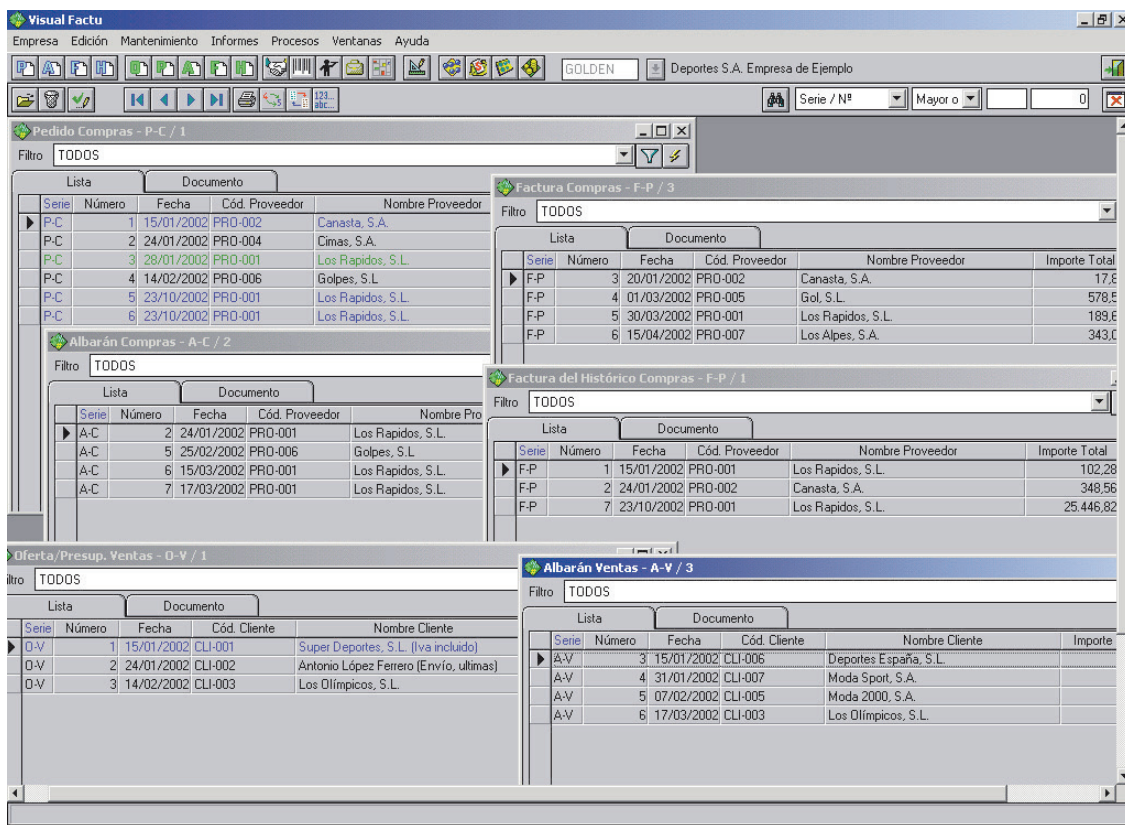 Visual Factu
Empresa Edición Mantenimiento Informes Procesos Ventanas Ayuda
GOLDEN Deportes S.A. Empresa de Ejemplo
123... abc...
Serie / Nº Mayor o 0
Pedido Compras - P-C / 1
Filtro TODOS
Lista Documento
Serie Número Fecha Cód. Proveedor Nombre Proveedor
P-C 1 15/01/2002 PRO-002 Canasta, S.A.
P-C 2 24/01/2002 PRO-004 Cimas, S.A.
P-C 3 28/01/2002 PRO-001 Los Rapidos, S.L.
P-C 4 14/02/2002 PRO-006 Golpes, S.L
P-C 5 23/10/2002 PRO-001 Los Rapidos, S.L.
P-C 6 23/10/2002 PRO-001 Los Rapidos, S.L.
Factura Compras - F-P / 3
Filtro TODOS
Lista Documento
Serie Número Fecha Cód. Proveedor Nombre Proveedor Importe Total
F-P 3 20/01/2002 PRO-002 Canasta, S.A. 17,8
F-P 4 01/03/2002 PRO-005 Gol, S.L. 578,5
F-P 5 30/03/2002 PRO-001 Los Rapidos, S.L. 189,6
F-P 6 15/04/2002 PRO-007 Los Alpes, S.A. 343,0
Albarán Compras - A-C / 2
Filtro TODOS
Lista Documento
Serie Número Fecha Cód. Proveedor Nombre Pro
A-C 2 24/01/2002 PRO-001 Los Rapidos, S.L.
A-C 5 25/02/2002 PRO-006 Golpes, S.L
A-C 6 15/03/2002 PRO-001 Los Rapidos, S.L.
A-C 7 17/03/2002 PRO-001 Los Rapidos, S.L.
Factura del Histórico Compras - F-P / 1
Filtro TODOS
Lista Documento
Serie Número Fecha Cód. Proveedor Nombre Proveedor Importe Total
F-P 1 15/01/2002 PRO-001 Los Rapidos, S.L. 102,28
F-P 2 24/01/2002 PRO-002 Canasta, S.A. 348,56
F-P 7 23/10/2002 PRO-001 Los Rapidos, S.L. 25.446,82
Oferta/Presup. Ventas - O-V / 1
iltro TODOS
Lista Documento
Serie Número Fecha Cód. Cliente Nombre Cliente
O-V 1 15/01/2002 CLI-001 Super Deportes, S.L. (Iva incluido)
O-V 2 24/01/2002 CLI-002 Antonio López Ferrero (Envío, ultimas)
O-V 3 14/02/2002 CLI-003 Los Olímpicos, S.L.
Albarán Ventas - A-V / 3
Filtro TODOS
Lista Documento
Serie Número Fecha Cód. Cliente Nombre Cliente Importe
A-V 3 15/01/2002 CLI-006 Deportes España, S.L.
A-V 4 31/01/2002 CLI-007 Moda Sport, S.A.
A-V 5 07/02/2002 CLI-005 Moda 2000, S.A.
A-V 6 17/03/2002 CLI-003 Los Olímpicos, S.L.